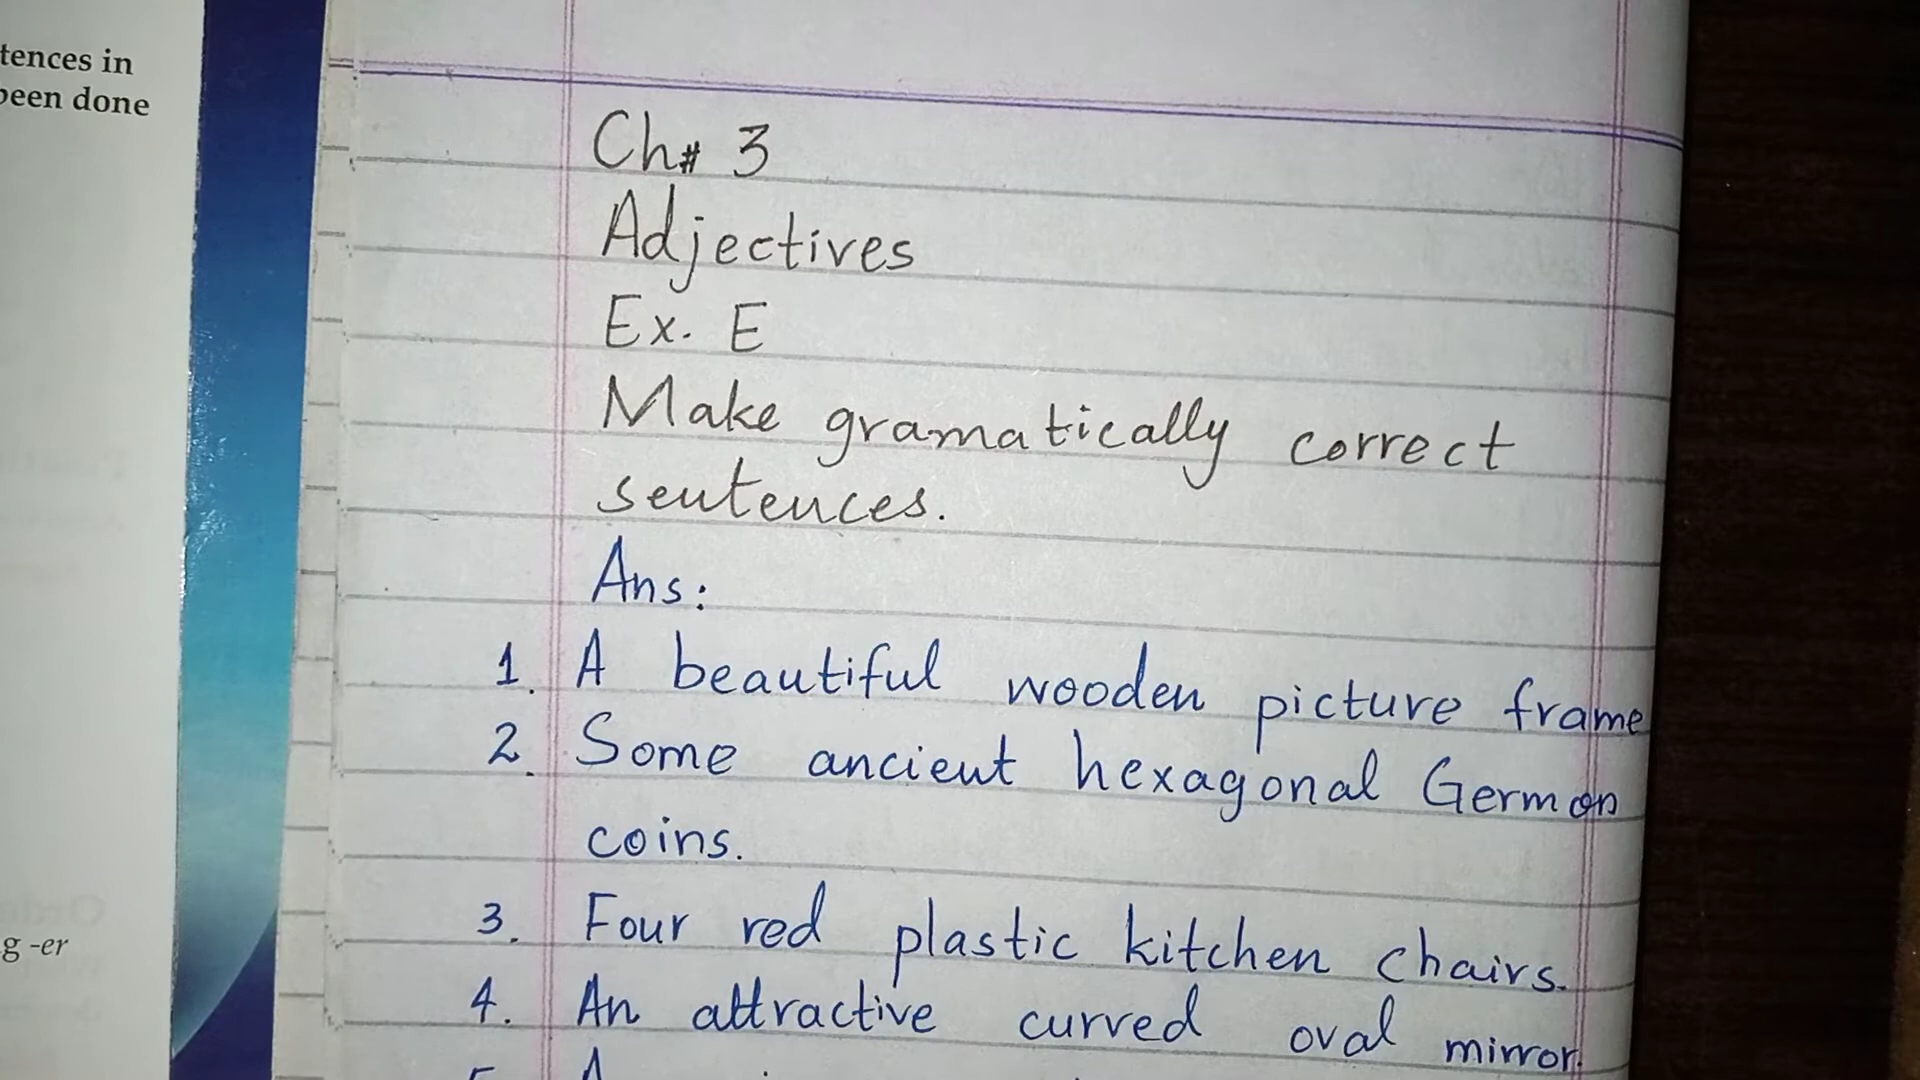 tences in
been done
g -er
Ch# 3
Adjectives
Ex. E
Make gramatically correct
sentences.
Ans:
1. A beautiful wooden picture frame
2. Some ancient hexagonal German
coins.
3. Four red plastic kitchen chairs.
4. An attractive curved oval mirror.